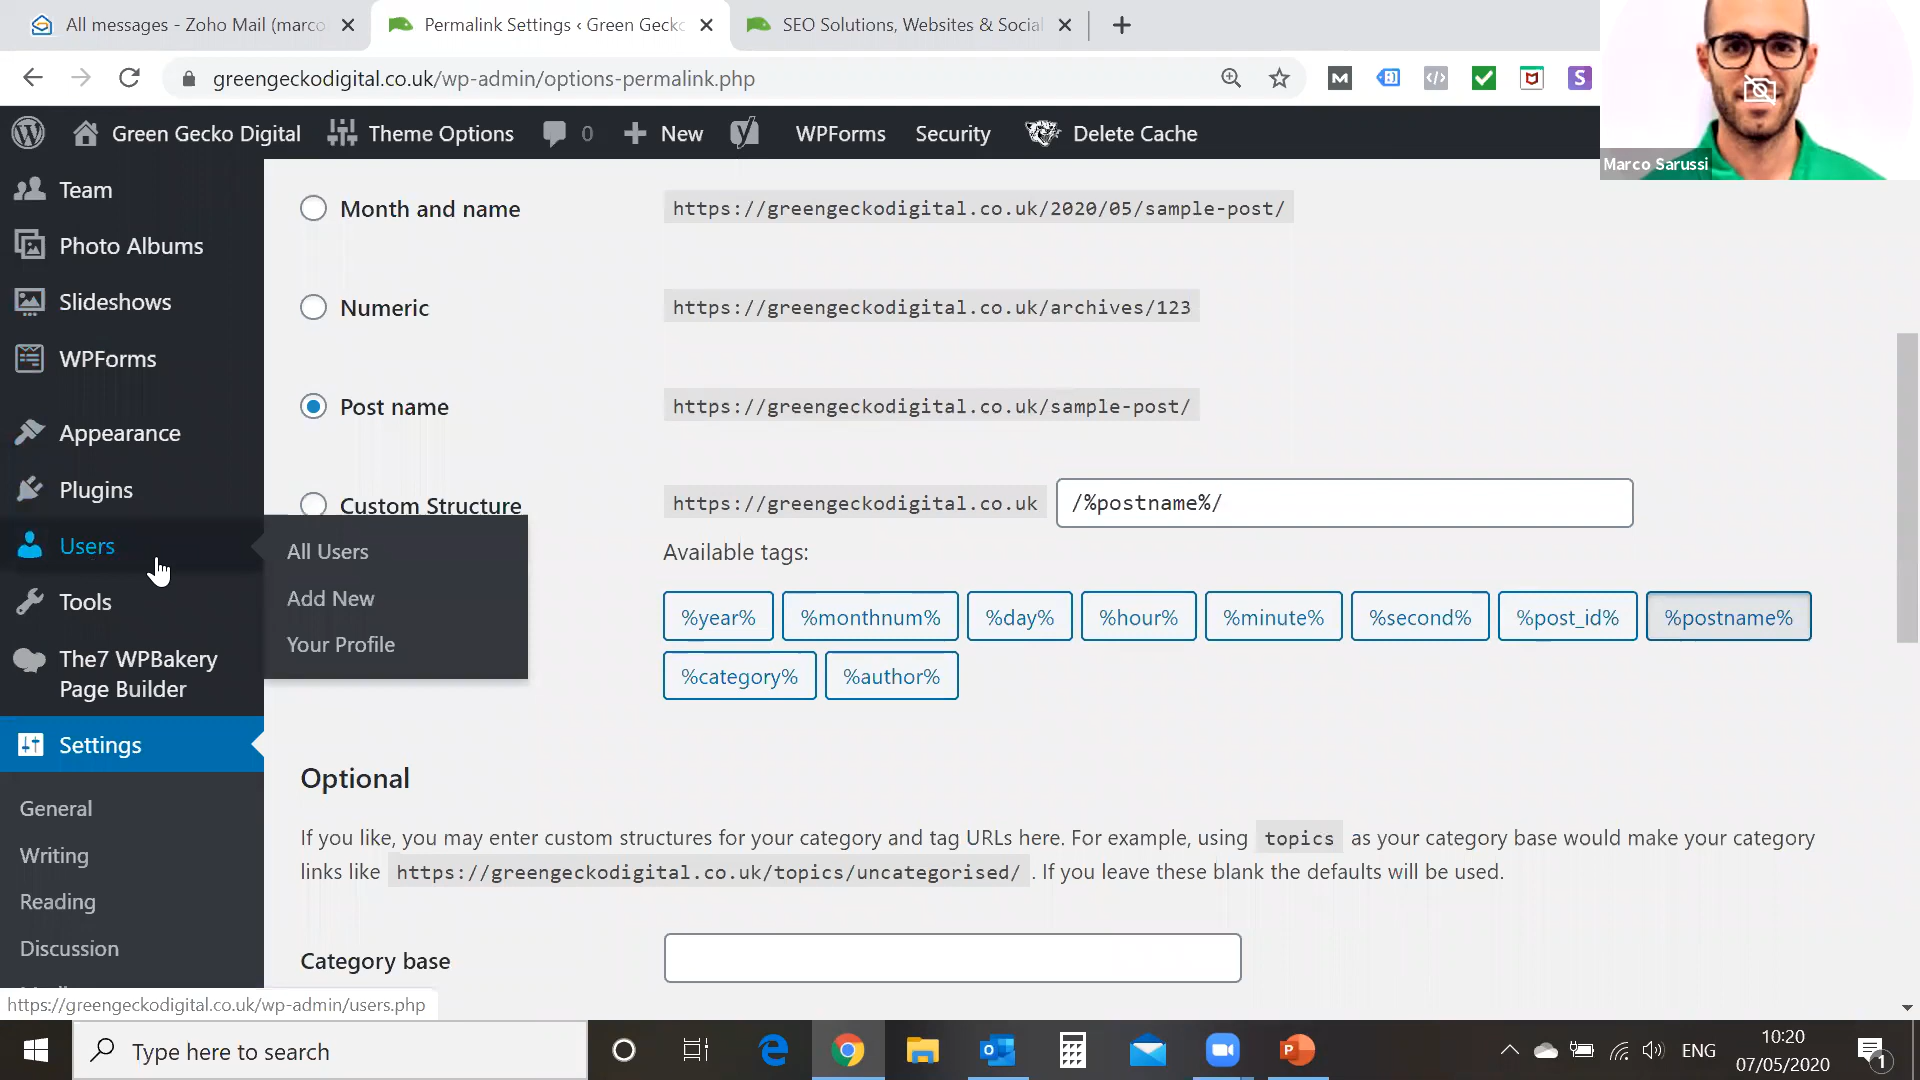 All messages - Zoho Mail (marco
Permalink Settings ‹ Green Gecko
SEO Solutions, Websites & Social
greengeckodigital.co.uk/wp-admin/options-permalink.php
Marco Sarussi
Green Gecko Digital
Theme Options
0
New
WPForms
Security
Delete Cache
Team
Photo Albums
Slideshows
WPForms
Appearance
Plugins
Users
Tools
The7 WPBakery
Page Builder
Settings
General
Writing
Reading
Discussion
All Users
Add New
Your Profile
Month and name
https://greengeckodigital.co.uk/2020/05/sample-post/
Numeric
https://greengeckodigital.co.uk/archives/123
Post name
https://greengeckodigital.co.uk/sample-post/
Custom Structure
https://greengeckodigital.co.uk
/%postname%/
Available tags:
%year% %monthnum% %day% %hour% %minute% %second% %post_id% %postname%
%category% %author%
Optional
If you like, you may enter custom structures for your category and tag URLs here. For example, using topics as your category base would make your category
links like https://greengeckodigital.co.uk/topics/uncategorised/ . If you leave these blank the defaults will be used.
Category base
https://greengeckodigital.co.uk/wp-admin/users.php
Type here to search
ENG
10:20
07/05/2020
1